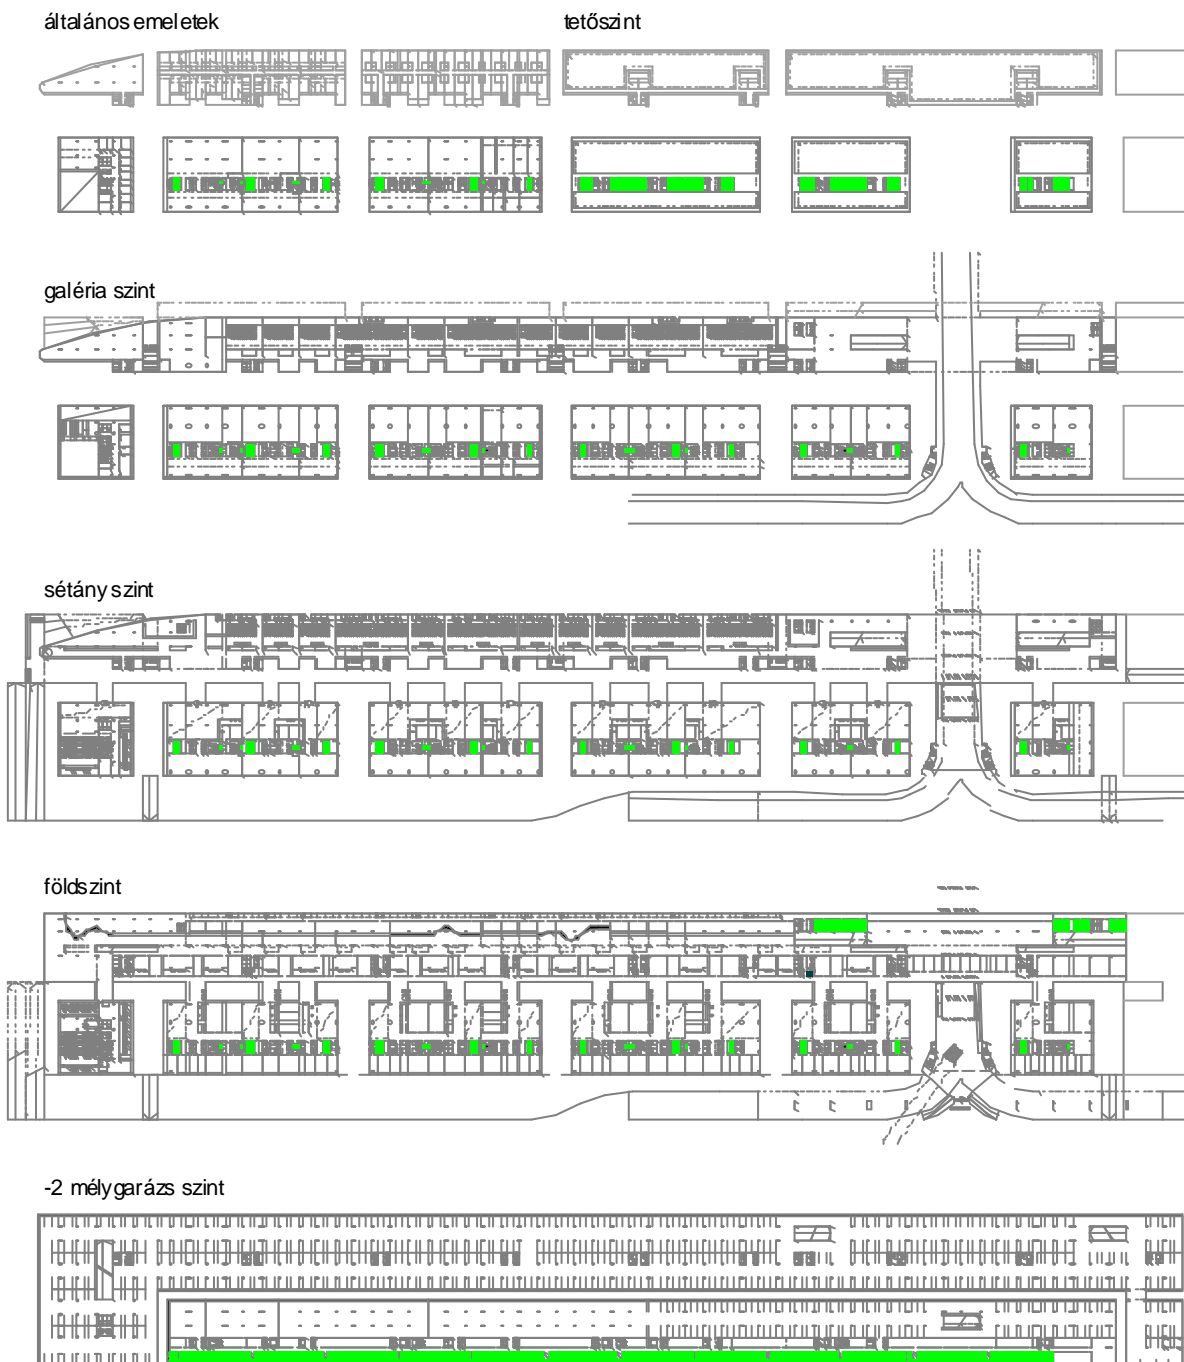 általános emeletek
tetőszint
galéria szint
sétány szint
földszint
-2 mélygarázs szint